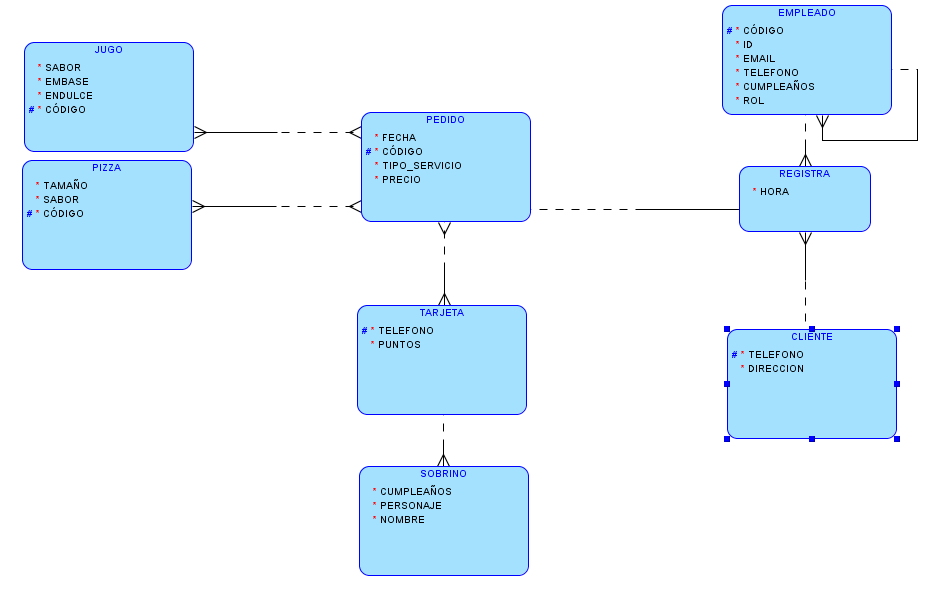 JUGO
* SABOR
* EMBASE
* ENDULCE
# * CÓDIGO
PIZZA
* TAMAÑO
* SABOR
# * CÓDIGO
PEDIDO
* FECHA
# * CÓDIGO
* TIPO_SERVICIO
* PRECIO
TARJETA
# * TELEFONO
* PUNTOS
SOBRINO
* CUMPLEAÑOS
* PERSONAJE
* NOMBRE
EMPLEADO
# * CÓDIGO
* ID
* EMAIL
* TELEFONO
* CUMPLEAÑOS
* ROL
REGISTRA
* HORA
CLIENTE
# * TELEFONO
* DIRECCION